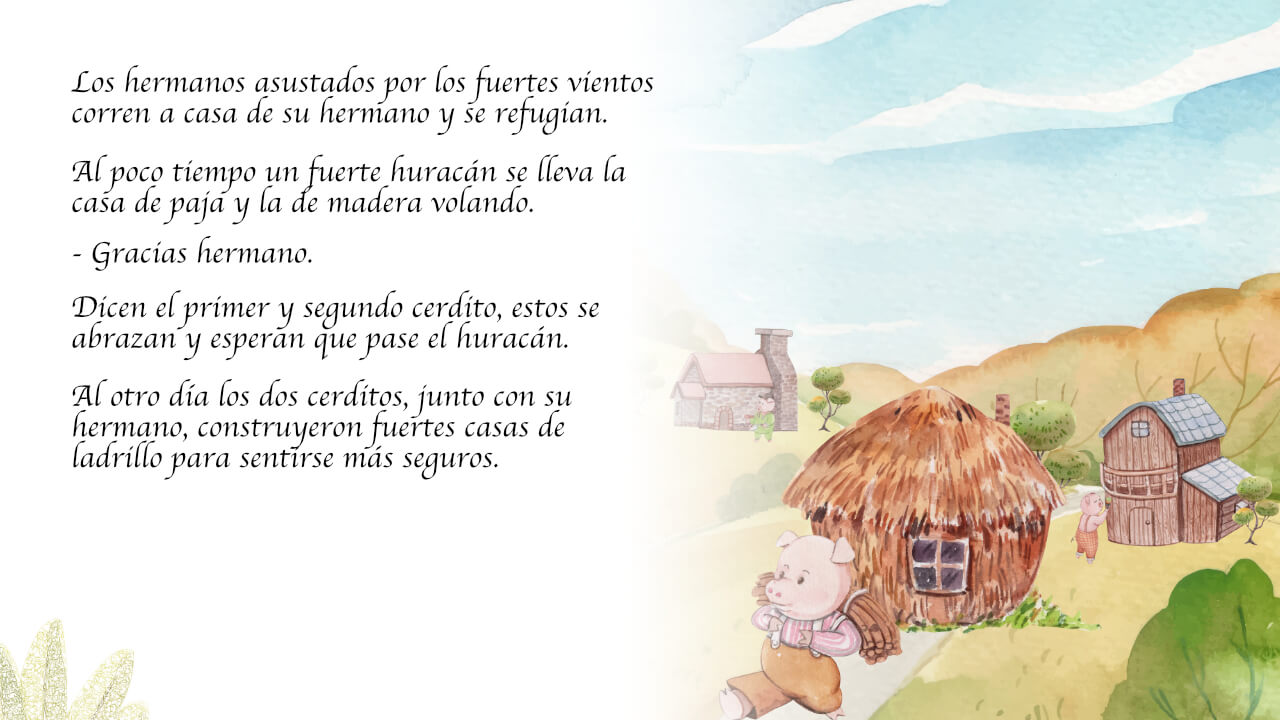 Los hermanos asustados por los fuertes vientos
corren a casa de su hermano y se refugian.
Al poco tiempo un fuerte huracán se lleva la
casa de paja y la de madera volando.
- Gracias hermano.
Dicen el primer y segundo cerdito, estos se
abrazan y esperan que pase el huracán.
Al otro día los dos cerditos, junto con su
hermano, construyeron fuertes casas de
ladrillo para sentirse más seguros.